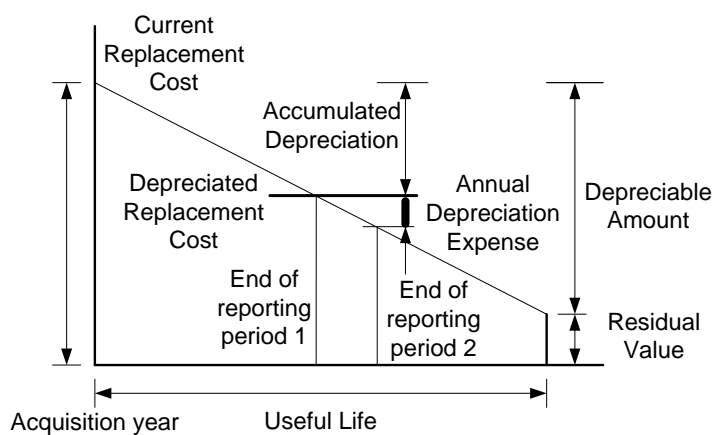 Current
Replacement
Cost
Accumulated
Depreciation
Depreciated
Replacement
Cost
Annual
Depreciation
Expense
Depreciable
Amount
End of
reporting
period 1
End of
reporting
period 2
Residual
Value
Acquisition year
Useful Life